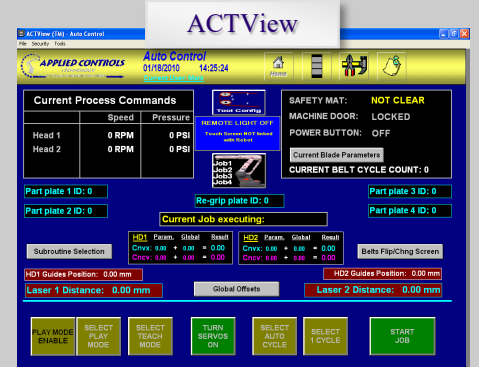 ACTView
ACTView (TM) - Auto Control
File Security Tools
APPLIED CONTROLS
TECHNOLOGY
Auto Control
01/18/2010 14:25:24
Home
Current Process Commands
Speed Pressure
Head 1 0 RPM 0 PSI
Head 2 0 RPM 0 PSI
Tool Config
REMOTE LIGHT OFF
Touch Screen NOT linked
with Robot.
Job1
Job2
Job3
Job4
SAFETY MAT: NOT CLEAR
MACHINE DOOR: LOCKED
POWER BUTTON: OFF
Current Blade Parameters
CURRENT BELT CYCLE COUNT: 0
Part plate 1 ID: 0
Part plate 3 ID: 0
Re-grip plate ID: 0
Part plate 2 ID: 0
Part plate 4 ID: 0
Current Job executing:
Subroutine Selection
HD1 Param. Global Result
Cnvx: 0.00 + 0.00 = 0.00
Cncv: 0.00 + 0.00 = 0.00
HD2 Param. Global Result
Cnvx: 0.00 + 0.00 = 0.00
Cncv: 0.00 + 0.00 = 0.00
Belts Flip/Chng Screen
HD1 Guides Position: 0.00 mm
HD2 Guides Position: 0.00 mm
Laser 1 Distance: 0.00 mm
Global Offsets
Laser 2 Distance: 0.00 mm
PLAY MODE
ENABLE
SELECT
PLAY
MODE
SELECT
TEACH
MODE
TURN
SERVOS
ON
SELECT
AUTO
CYCLE
SELECT
1 CYCLE
START
JOB